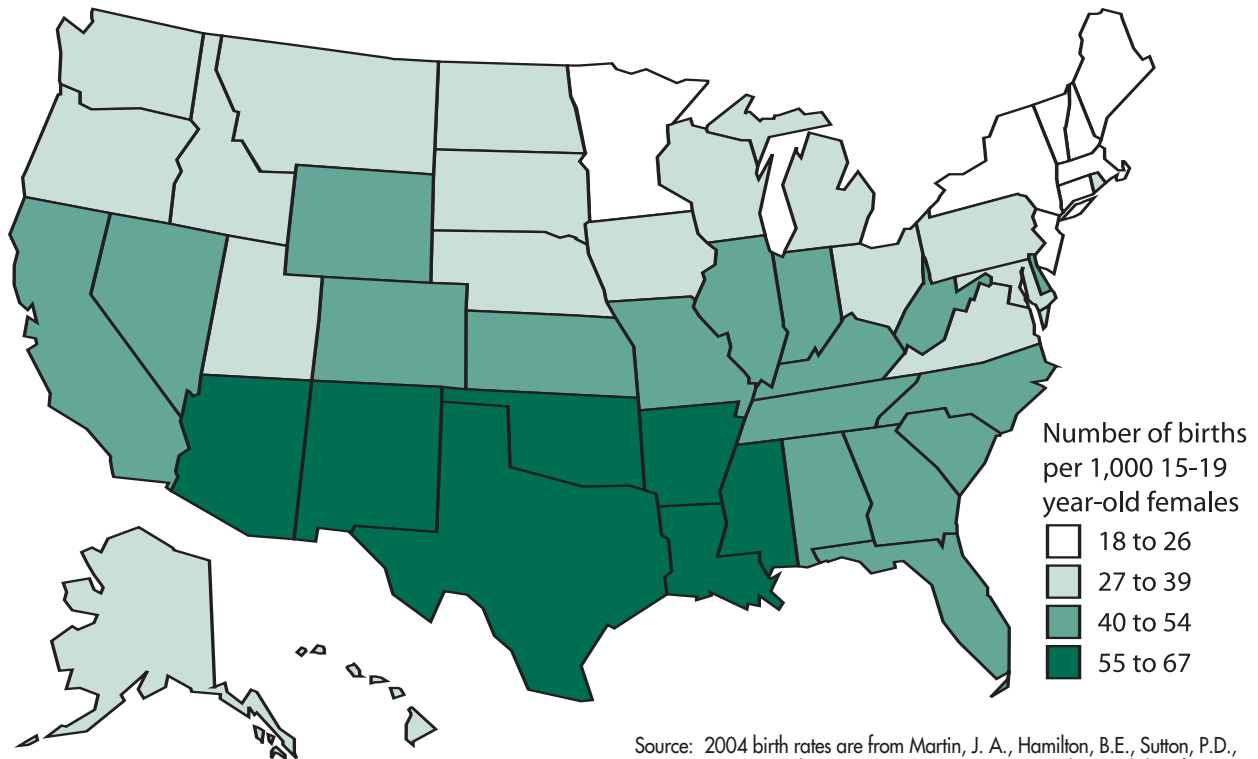 Number of births
per 1,000 15-19
year-old females
18 to 26
27 to 39
40 to 54
55 to 67
Source: 2004 birth rates are from Martin, J. A., Hamilton, B.E., Sutton, P.D.,